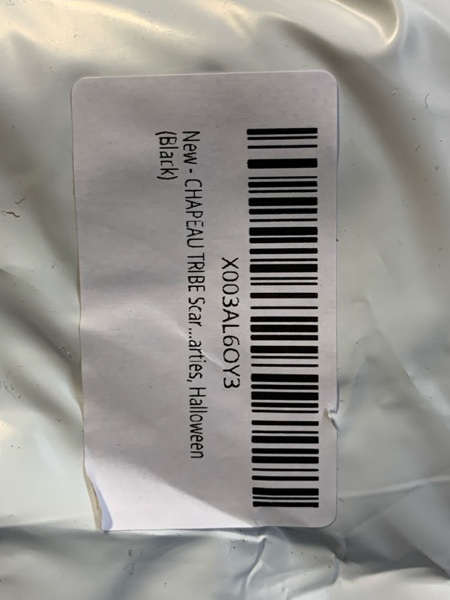 X003AL6OY3
New - CHAPEAU TRIBE Scar...arties, Halloween
(Black)